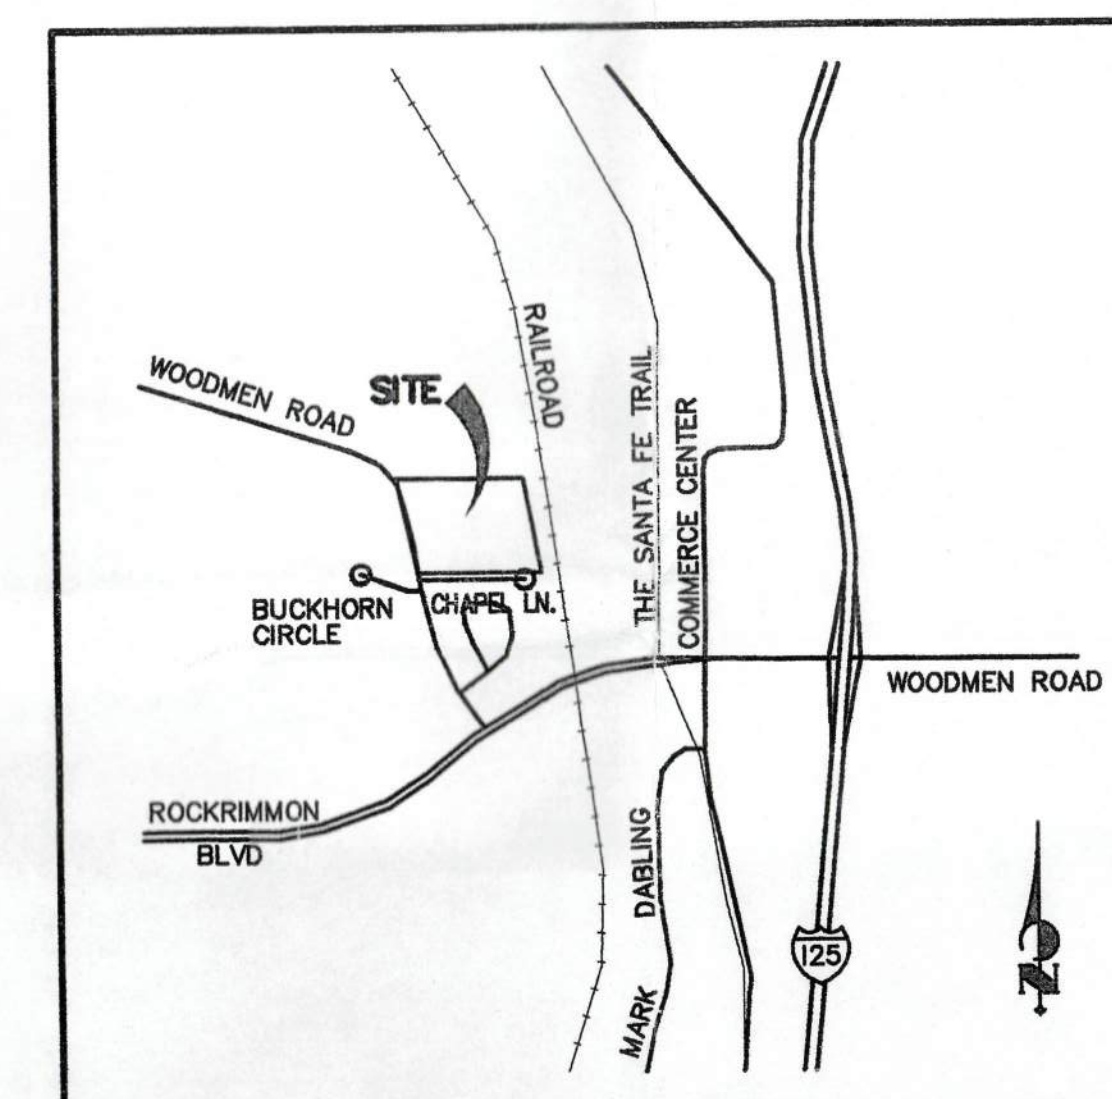 RAILROAD
WOODMEN ROAD
SITE
THE SANTA FE TRAIL
COMMERCE CENTER
BUCKHORN
CIRCLE
CHAPEL LN.
WOODMEN ROAD
ROCKRIMMON
BLVD
MARK DABLING
125
N